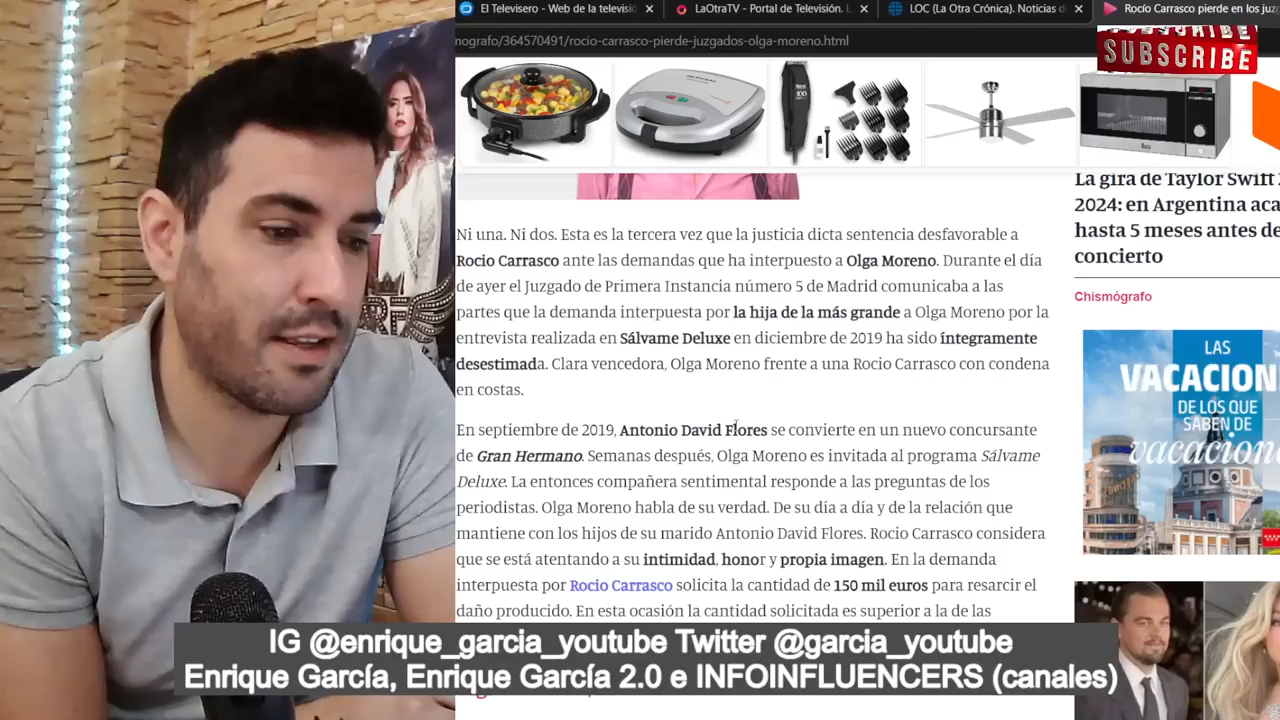 El Televisero - Web de la televisi
LaOtraTV - Portal de Televisión. L
LOC (La Otra Crónica). Noticias d
Rocío Carrasco pierde en los juzg
nografo/364570491/rocio-carrasco-pierde-juzgados-olga-moreno.html
SUBSCRIBE
SUBSCRIBE
La gira de Taylor Swift
2024: en Argentina aca
hasta 5 meses antes de
concierto
Chismógrafo
Ni una. Ni dos. Esta es la tercera vez que la justicia dicta sentencia desfavorable a
Rocio Carrasco ante las demandas que ha interpuesto a Olga Moreno. Durante el día
de ayer el Juzgado de Primera Instancia número 5 de Madrid comunicaba a las
partes que la demanda interpuesta por la hija de la más grande a Olga Moreno por la
entrevista realizada en Sálvame Deluxe en diciembre de 2019 ha sido íntegramente
desestimada. Clara vencedora, Olga Moreno frente a una Rocio Carrasco con condena
en costas.
En septiembre de 2019, Antonio David Flores se convierte en un nuevo concursante
de Gran Hermano. Semanas después, Olga Moreno es invitada al programa Sálvame
Deluxe. La entonces compañera sentimental responde a las preguntas de los
periodistas. Olga Moreno habla de su verdad. De su día a día y de la relación que
mantiene con los hijos de su marido Antonio David Flores. Rocio Carrasco considera
que se está atentando a su intimidad, honor y propia imagen. En la demanda
interpuesta por Rocio Carrasco solicita la cantidad de 150 mil euros para resarcir el
daño producido. En esta ocasión la cantidad solicitada es superior a la de las
LAS
VACACION
DE LOS QUE
SABEN DE
vacaciones
IG @enrique_garcia_youtube Twitter @garcia_youtube
Enrique García, Enrique García 2.0 e INFOINFLUENCERS (canales)